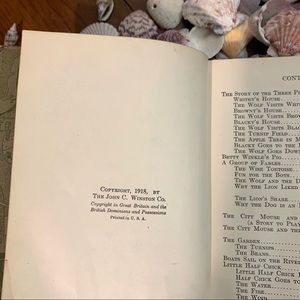 Copyright, 1918, by
The John C. Winston Co.
Copyright in Great Britain and the
British Dominions and Possessions
Printed in U. S. A.
CONT
The Story of the Three P
Whitey's House
The Wolf Visits
Browny's House
The Wolf Visits Brow
Blacky's House
The Wolf Visits Blac
The Turnip Field
The Apple Tree in M
Blacky Goes to the
The Wolf Goes Down
Betty Winkle's Pig
A Group of Fables
The Wise Tortoise
Fun for the Boys
The Wolf and the D
Why the Lion Liked
The Lion's Share
Why the Dog is an
The City Mouse and
(A Story to Play
The City Mouse and the
The Garden
The Turnips
The Beans
Boats Sail on the River
Little Half Chick
Little Half Chick
Half Chick Goes
The Water
The Fire
The Wind